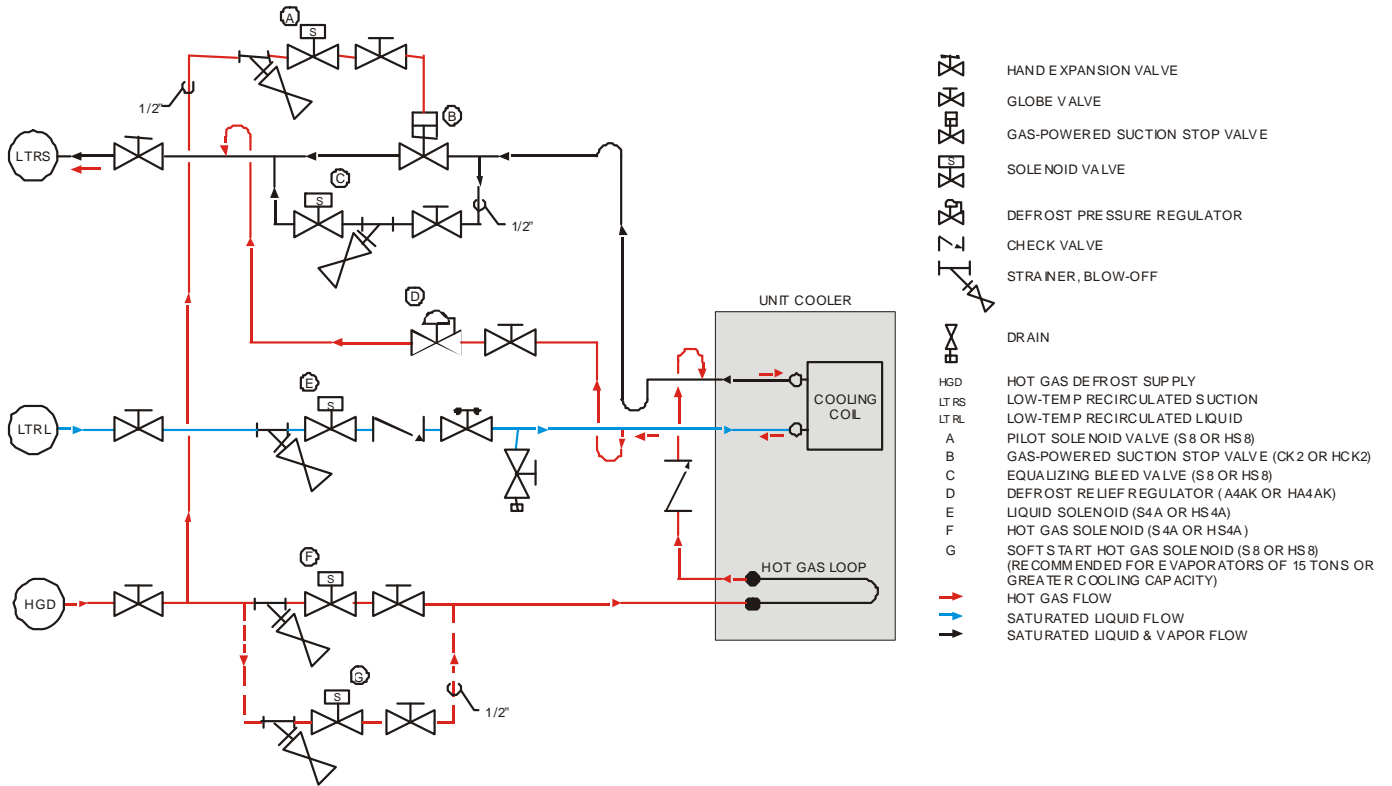 A
S
1/2"
B
LTRS
C
S
1/2"
D
UNIT COOLER
E
S
LTRL
COOLING
COIL
F
S
HOT GAS LOOP
HGD
G
S
1/2"
HAND EXPANSION VALVE
GLOBE VALVE
GAS-POWERED SUCTION STOP VALVE
S
SOLENOID VALVE
DEFROST PRESSURE REGULATOR
CHECK VALVE
STRAINER, BLOW-OFF
DRAIN
HGD HOT GAS DEFROST SUPPLY
LTRS LOW-TEMP RECIRCULATED SUCTION
LTRL LOW-TEMP RECIRCULATED LIQUID
A PILOT SOLENOID VALVE (S8 OR HS8)
B GAS-POWERED SUCTION STOP VALVE (CK2 OR HCK2)
C EQUALIZING BLEED VALVE (S8 OR HS8)
D DEFROST RELIEF REGULATOR (A4AK OR HA4AK)
E LIQUID SOLENOID (S4A OR HS4A)
F HOT GAS SOLENOID (S4A OR HS4A)
G SOFT START HOT GAS SOLENOID (S8 OR HS8)
(RECOMMENDED FOR EVAPORATORS OF 15 TONS OR
GREATER COOLING CAPACITY)
HOT GAS FLOW
SATURATED LIQUID FLOW
SATURATED LIQUID & VAPOR FLOW